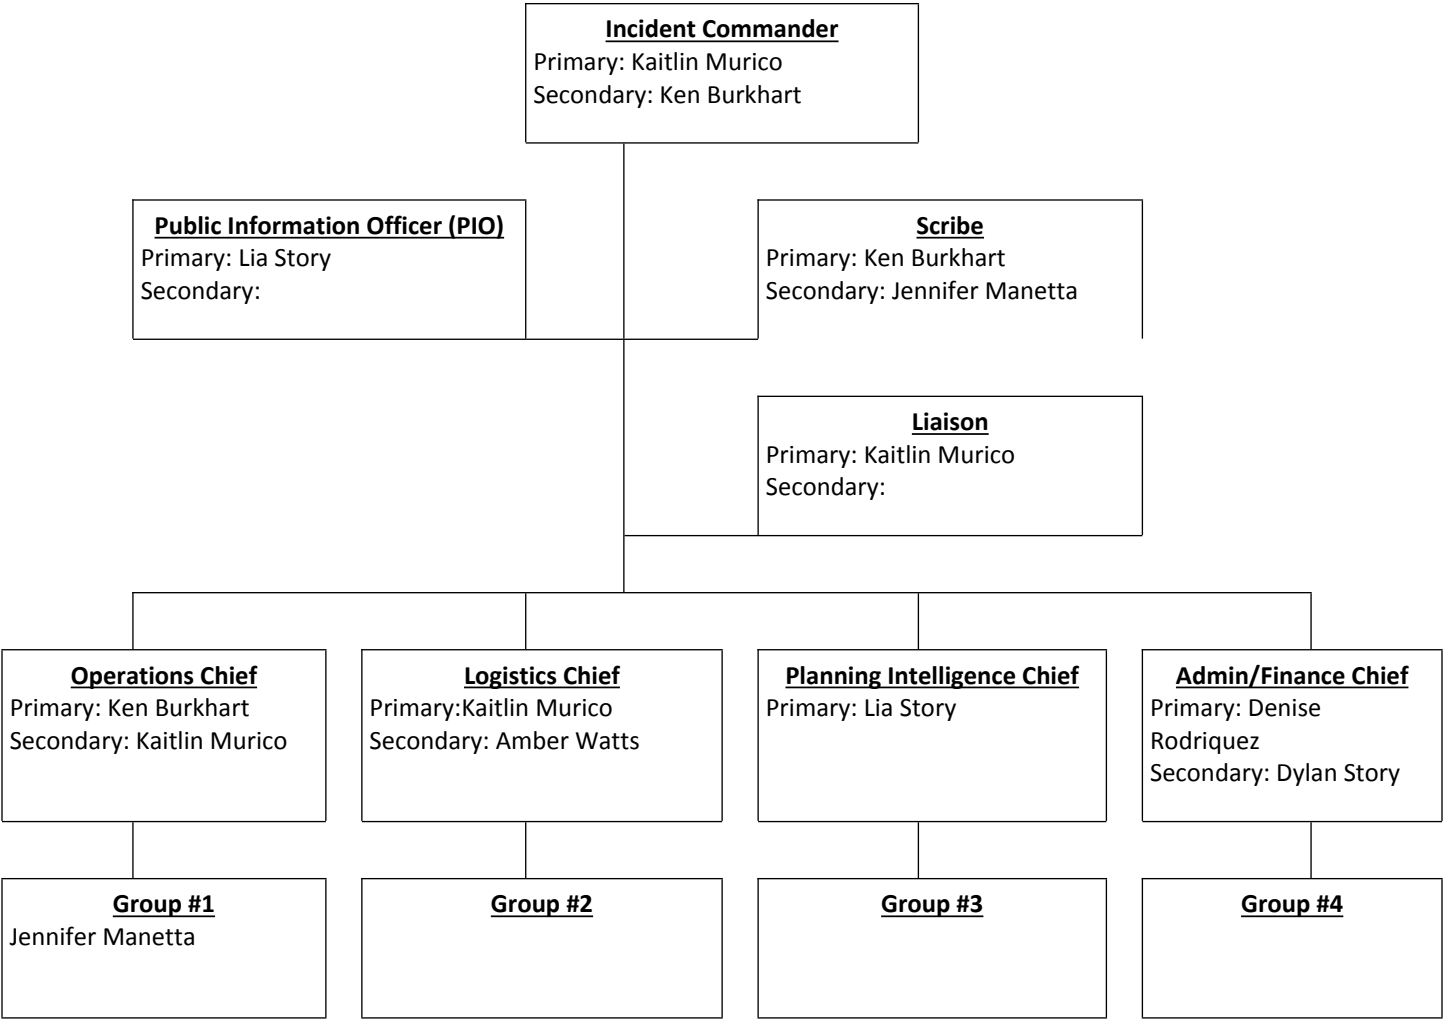 Incident Commander
Primary: Kaitlin Murico
Secondary: Ken Burkhart
Public Information Officer (PIO)
Primary: Lia Story
Secondary:
Scribe
Primary: Ken Burkhart
Secondary: Jennifer Manetta
Liaison
Primary: Kaitlin Murico
Secondary:
Operations Chief
Primary: Ken Burkhart
Secondary: Kaitlin Murico
Logistics Chief
Primary:Kaitlin Murico
Secondary: Amber Watts
Planning Intelligence Chief
Primary: Lia Story
Admin/Finance Chief
Primary: Denise
Rodriquez
Secondary: Dylan Story
Group #1
Jennifer Manetta
Group #2
Group #3
Group #4